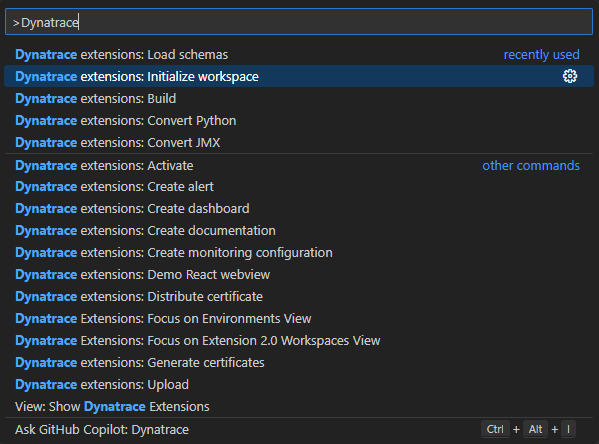 >Dynatrace
Dynatrace extensions: Load schemas recently used
Dynatrace extensions: Initialize workspace
Dynatrace extensions: Build
Dynatrace extensions: Convert Python
Dynatrace extensions: Convert JMX
Dynatrace extensions: Activate other commands
Dynatrace extensions: Create alert
Dynatrace extensions: Create dashboard
Dynatrace extensions: Create documentation
Dynatrace extensions: Create monitoring configuration
Dynatrace extensions: Demo React webview
Dynatrace extensions: Distribute certificate
Dynatrace Extensions: Focus on Environments View
Dynatrace Extensions: Focus on Extension 2.0 Workspaces View
Dynatrace extensions: Generate certificates
Dynatrace extensions: Upload
View: Show Dynatrace Extensions
Ask GitHub Copilot: Dynatrace Ctrl + Alt + I